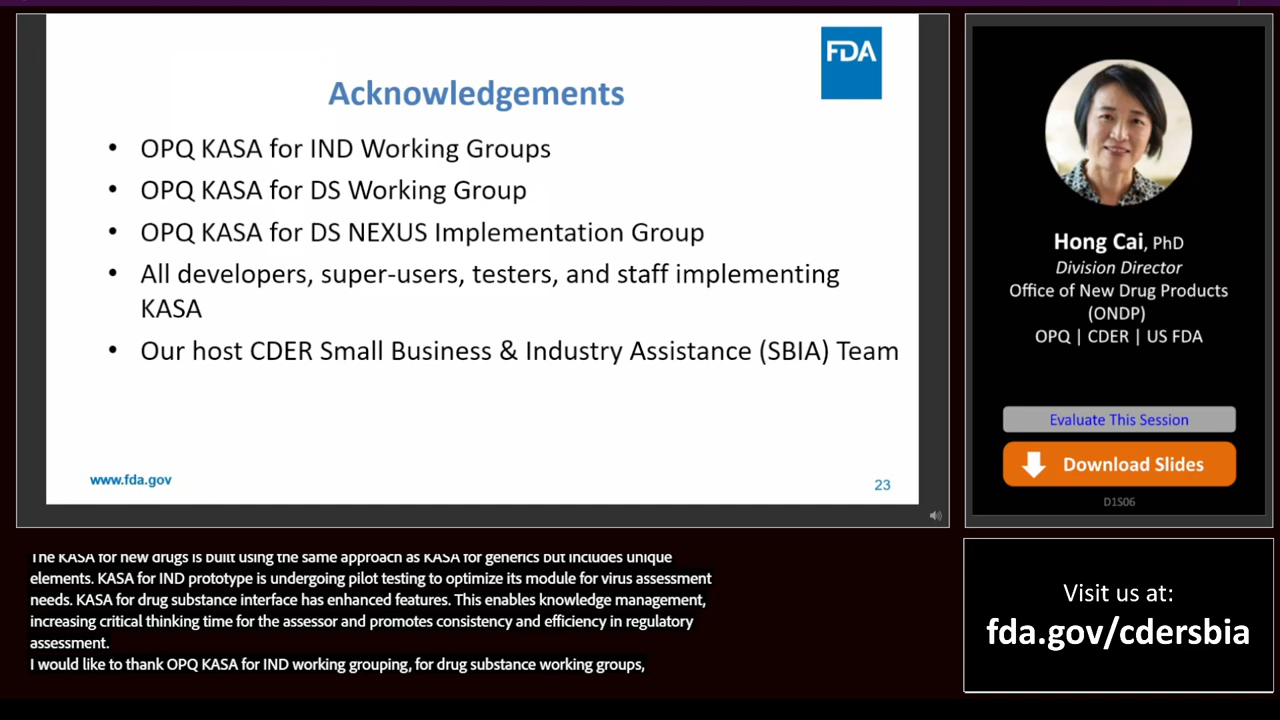 FDA
Acknowledgements
• OPQ KASA for IND Working Groups
• OPQ KASA for DS Working Group
• OPQ KASA for DS NEXUS Implementation Group
• All developers, super-users, testers, and staff implementing
KASA
• Our host CDER Small Business & Industry Assistance (SBIA) Team
www.fda.gov
23
Hong Cai, PhD
Division Director
Office of New Drug Products
(ONDP)
OPQ | CDER | US FDA
Evaluate This Session
Download Slides
D1S06
The KASA for new drugs is built using the same approach as KASA for generics but includes unique
elements. KASA for IND prototype is undergoing pilot testing to optimize its module for virus assessment
needs. KASA for drug substance interface has enhanced features. This enables knowledge management,
increasing critical thinking time for the assessor and promotes consistency and efficiency in regulatory
assessment.
I would like to thank OPQ KASA for IND working grouping, for drug substance working groups,
Visit us at:
fda.gov/cdersbia